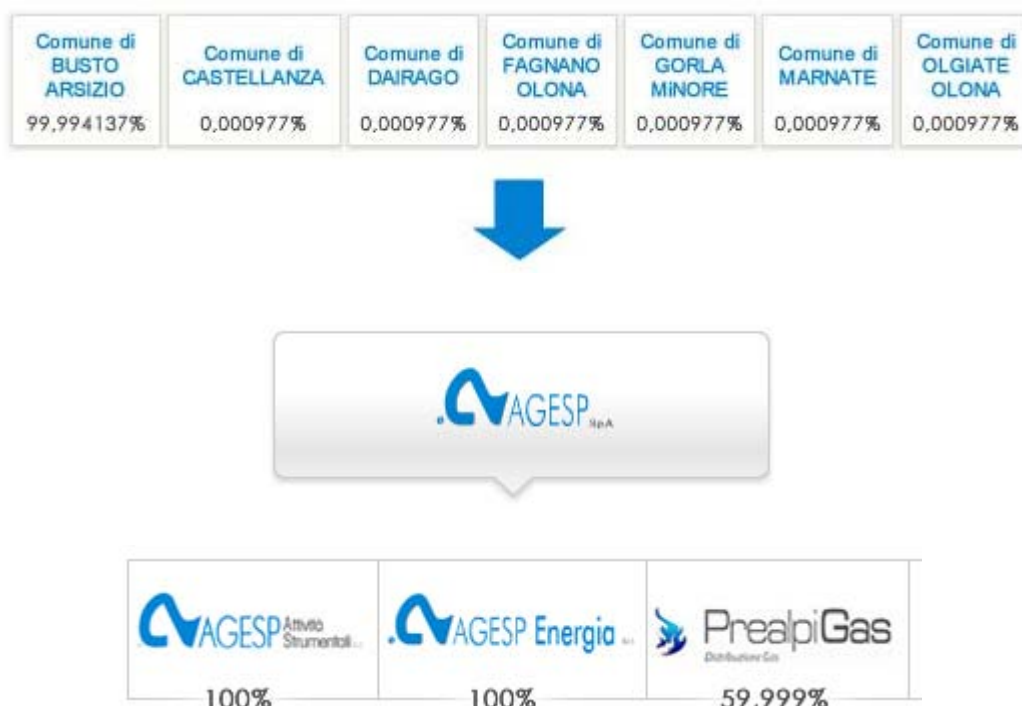 Comune di
BUSTO
ARSIZIO
99,994137%
Comune di
CASTELLANZA
0,000977%
Comune di
DAIRAGO
0,000977%
Comune di
FAGNANO
OLONA
0,000977%
Comune di
GORLA
MiNORE
0,000977%
Comune di
MARNATE
0,000977%
Comune di
OLGIATE
OLONA
0,000977%
AGESP SpA
AGESP Attività
Strumentali
100%
AGESP Energia
100%
PrealpiGas
Distribuzione Gas
59,999%